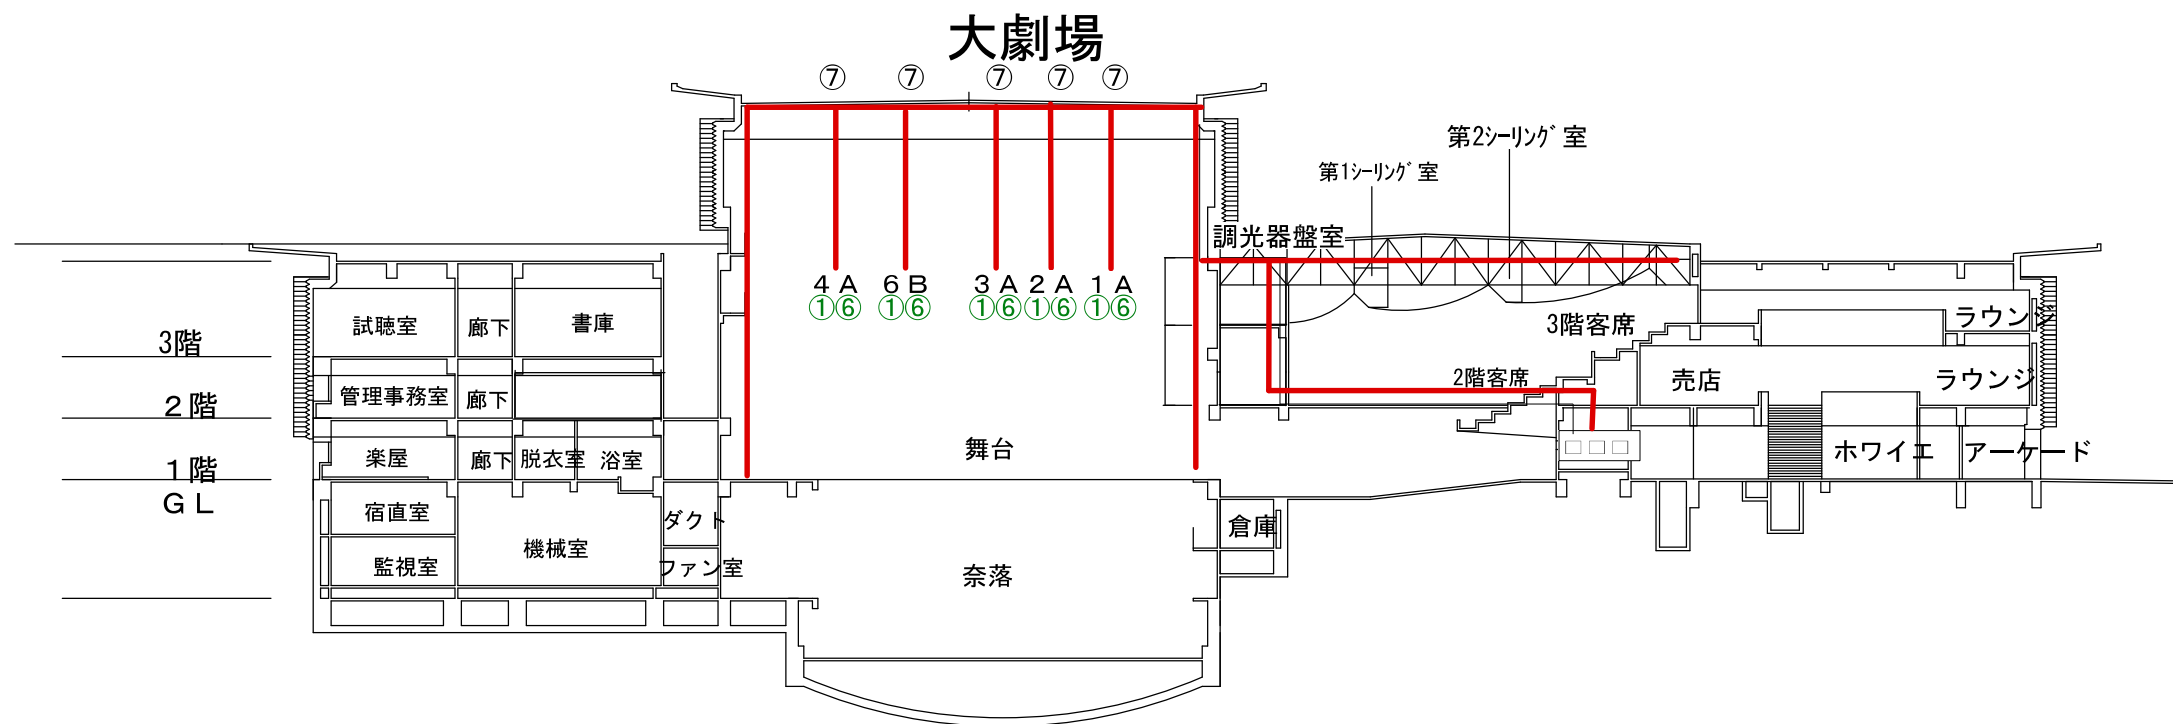 大劇場
⑦ ⑦ ⑦ ⑦ ⑦
第2シーリング室
第1シーリング室
調光器盤室
4A 6B 3A 2A 1A
①⑥ ①⑥ ①⑥ ①⑥ ①⑥
試聴室 廊下 書庫 3階客席 ラウンジ
3階
管理事務室 廊下 2階客席 売店 ラウンジ
2階
楽屋 廊下 脱衣室 浴室 舞台 ホワイエ アーケード
1階
GL
宿直室 ダクト 倉庫
監視室 機械室 ファン室 奈落